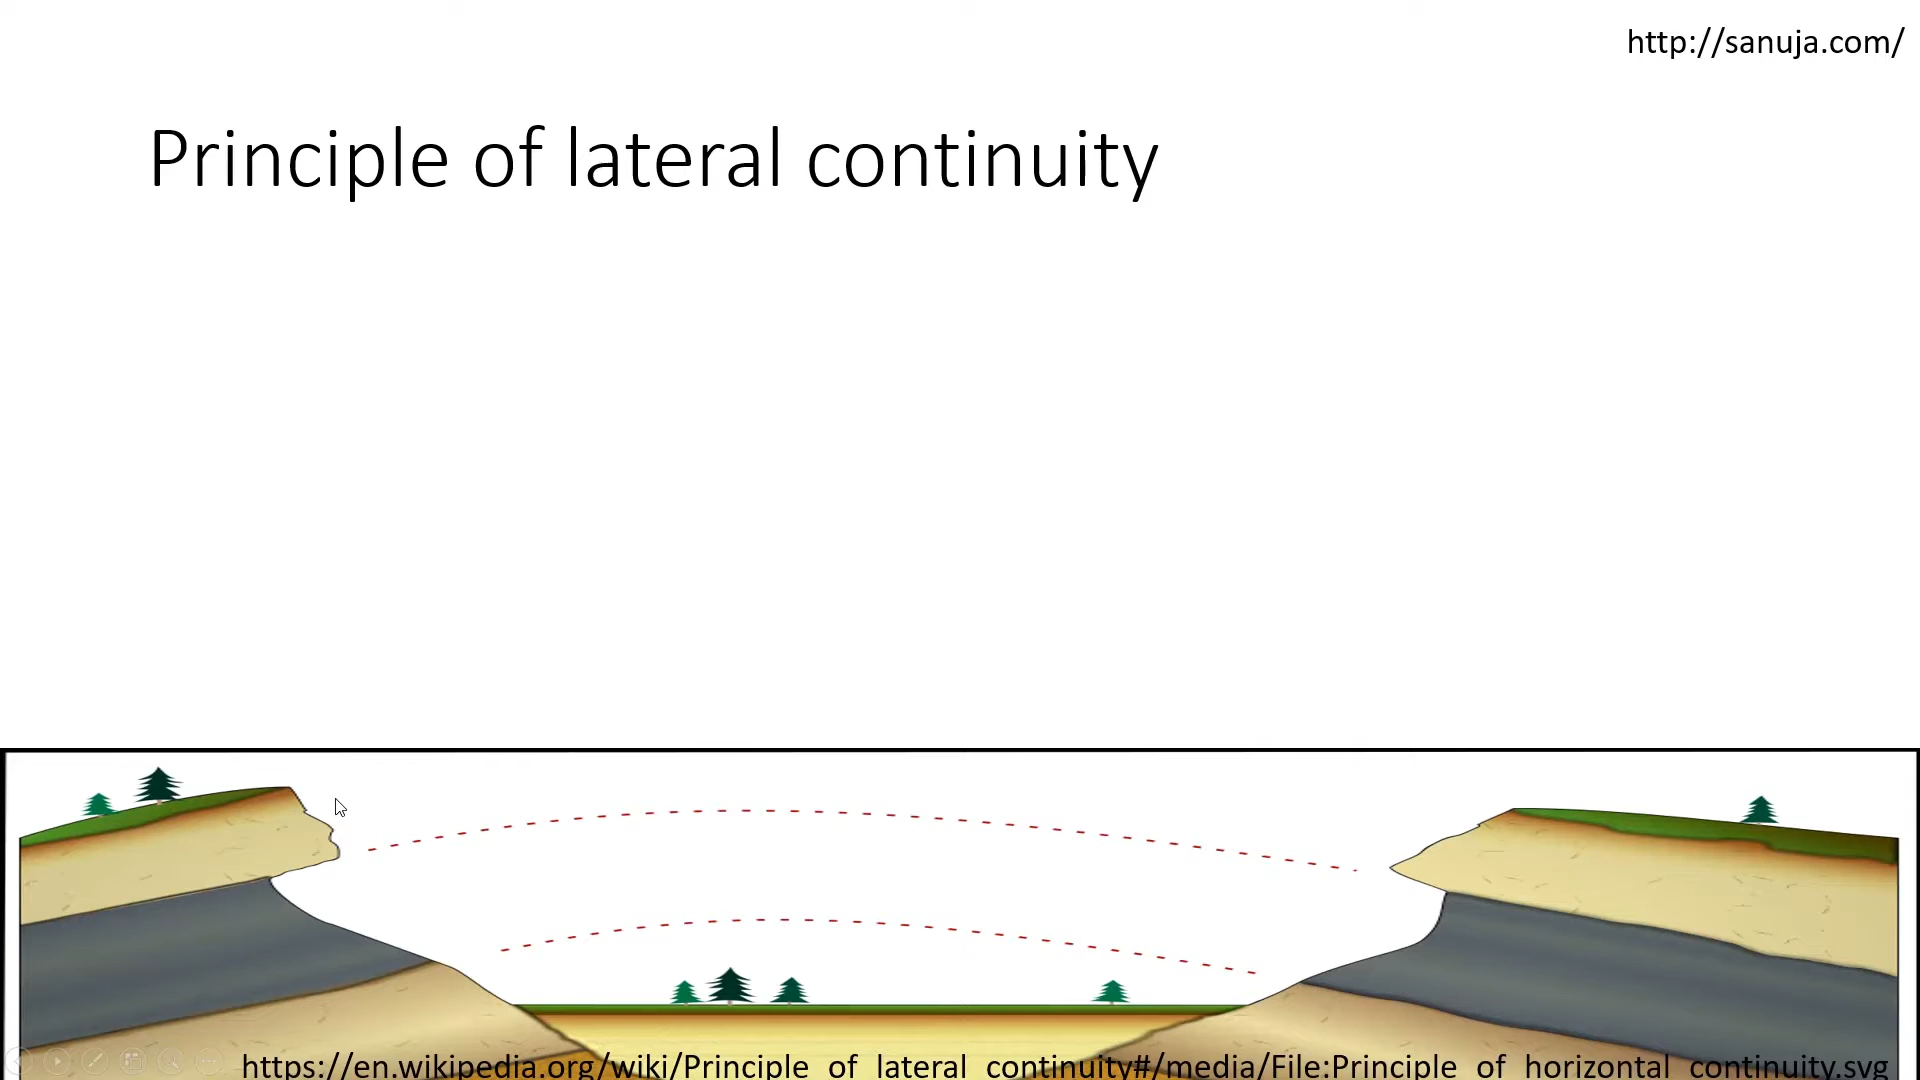 http://sanuja.com/
Principle of lateral continuity
https://en.wikipedia.org/wiki/Principle_of_lateral_continuity#/media/File:Principle_of_horizontal_continuity.svg